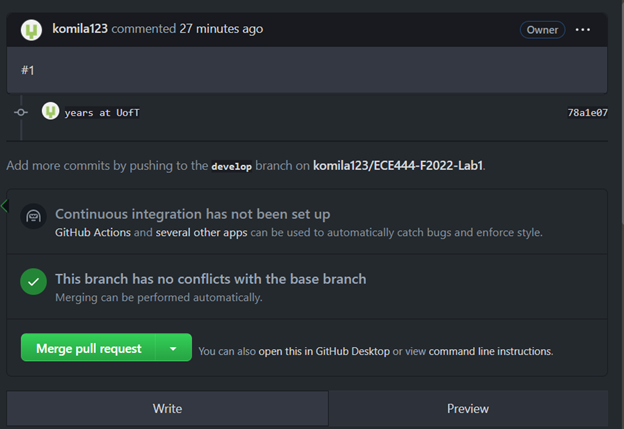 komila123 commented 27 minutes ago Owner ...
#1
years at UofT 78a1e07
Add more commits by pushing to the develop branch on komila123/ECE444-F2022-Lab1.
Continuous integration has not been set up
GitHub Actions and several other apps can be used to automatically catch bugs and enforce style.
This branch has no conflicts with the base branch
Merging can be performed automatically.
Merge pull request You can also open this in GitHub Desktop or view command line instructions.
Write Preview